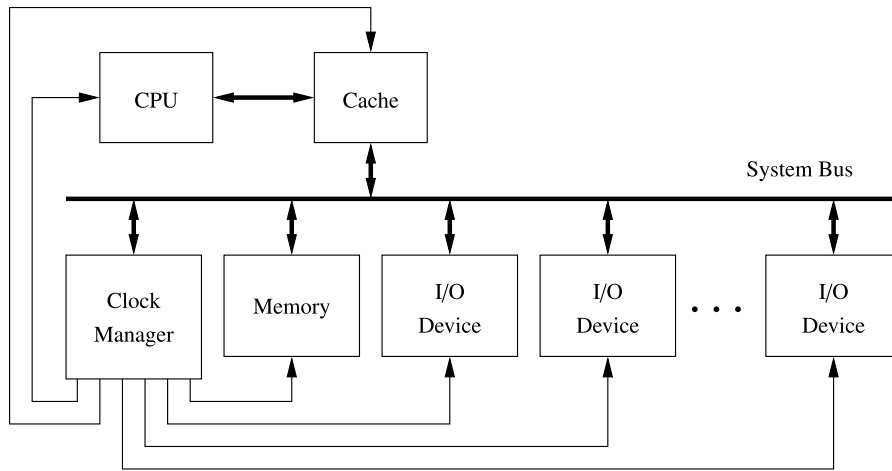 CPU
Cache
System Bus
Clock
Manager
Memory
I/O
Device
I/O
Device
. . .
I/O
Device